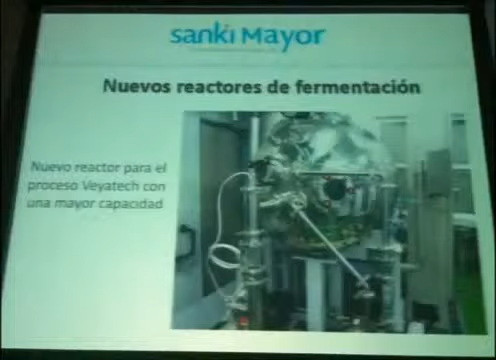 sanki Mayor
Nuevos reactores de fermentación
Nuevo reactor para el
proceso Veyatech con
una mayor capacidad